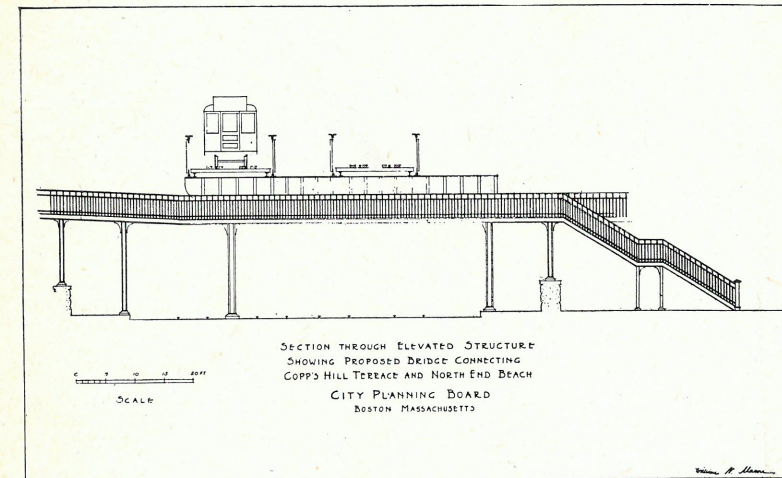 SECTION THROUGH ELEVATED STRUCTURE
SHOWING PROPOSED BRIDGE CONNECTING
COPP'S HILL TERRACE AND NORTH END BEACH
CITY PLANNING BOARD
BOSTON MASSACHUSETTS
0 5 10 15 20 FT
SCALE